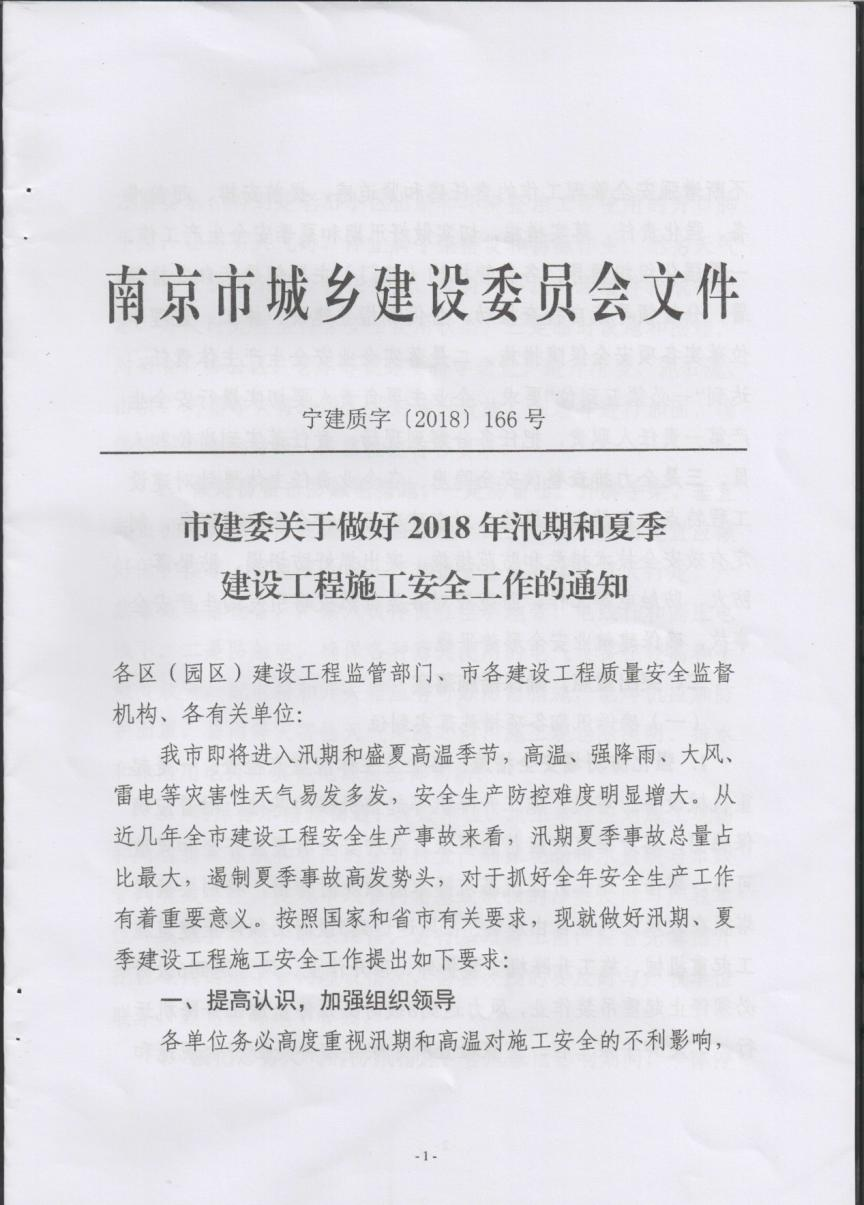 南京市城乡建设委员会文件
宁建质字〔2018〕166号
市建委关于做好2018年汛期和夏季
建设工程施工安全工作的通知
各区（园区）建设工程监管部门、市各建设工程质量安全监督
机构、各有关单位:
我市即将进入汛期和盛夏高温季节，高温、强降雨、大风、
雷电等灾害性天气易发多发，安全生产防控难度明显增大。从
近几年全市建设工程安全生产事故来看，汛期夏季事故总量占
比最大，遏制夏季事故高发势头，对于抓好全年安全生产工作
有着重要意义。按照国家和省市有关要求，现就做好汛期、夏
季建设工程施工安全工作提出如下要求:
一、提高认识，加强组织领导
各单位务必高度重视汛期和高温对施工安全的不利影响，
- 1 -